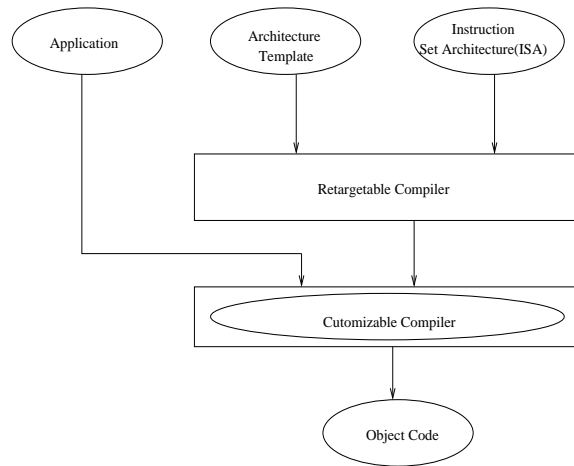 Application
Architecture
Template
Instruction
Set Architecture(ISA)
Retargetable Compiler
Cutomizable Compiler
Object Code